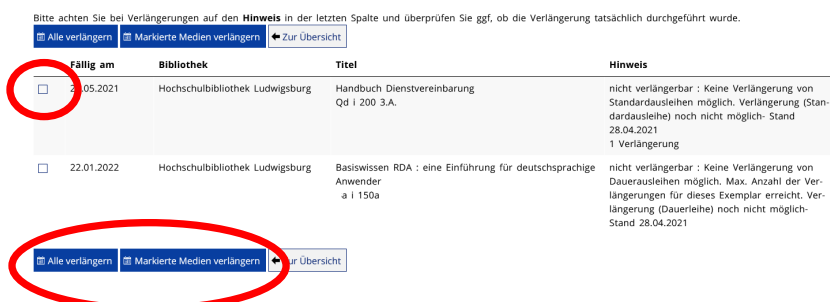 Bitte achten Sie bei Verlängerungen auf den Hinweis in der letzten Spalte und überprüfen Sie ggf, ob die Verlängerung tatsächlich durchgeführt wurde.
Alle verlängern Markierte Medien verlängern Zur Übersicht
Fällig am Bibliothek Titel Hinweis
.05.2021 Hochschulbibliothek Ludwigsburg Handbuch Dienstvereinbarung nicht verlängerbar : Keine Verlängerung von
Qd i 200 3.A. Standardausleihen möglich. Verlängerung (Stan-
dardausleihe) noch nicht möglich- Stand
28.04.2021
1 Verlängerung
22.01.2022 Hochschulbibliothek Ludwigsburg Basiswissen RDA : eine Einführung für deutschsprachige nicht verlängerbar : Keine Verlängerung von
Anwender Dauerausleihen möglich. Max. Anzahl der Ver-
a i 150a längerungen für dieses Exemplar erreicht. Ver-
längerung (Dauerleihe) noch nicht möglich-
Stand 28.04.2021
Alle verlängern Markierte Medien verlängern Zur Übersicht